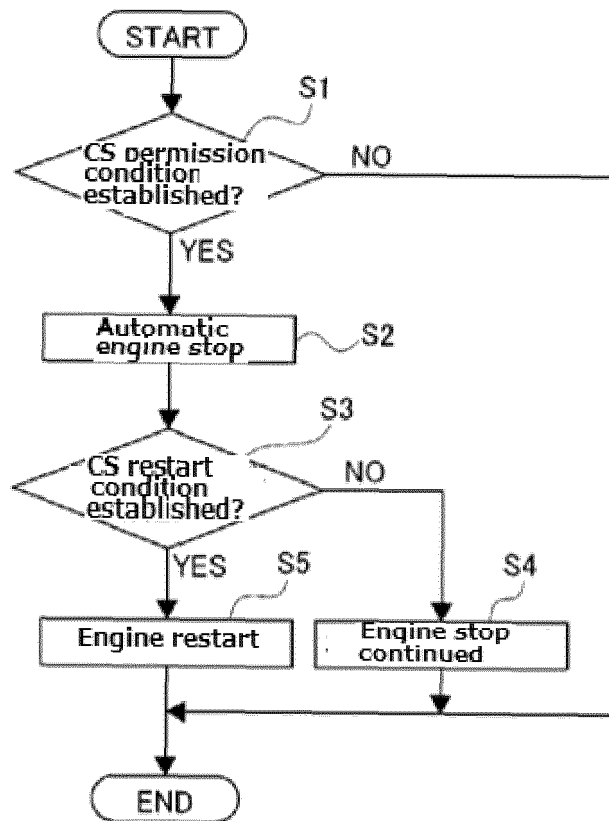 START
S1
CS permission
condition
established?
NO
YES
Automatic
engine stop
S2
S3
CS restart
condition
established?
NO
YES
S5
S4
Engine restart
Engine stop
continued
END